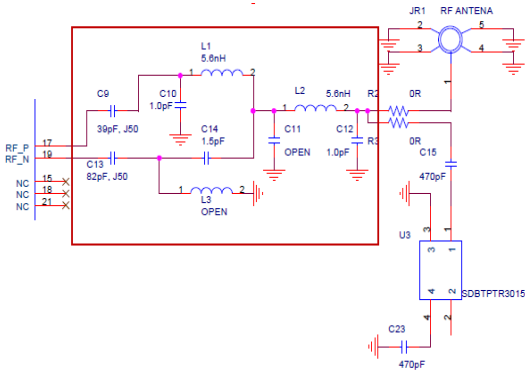 JR1 RF ANTENA
2 5
3 4
1
L1
5.6nH
1 2
C9
39pF, J50
C10
1.0pF
L2 5.6nH
1 2
R2 0R
R3 0R
C14
1.5pF
C11
OPEN
C12
1.0pF
C15
470pF
RF_P 17
RF_N 19
C13
82pF, J50
NC 15
NC 18
NC 21
1 2
L3
OPEN
U3
3 1
3 1
4 2
SDBTPTR3015
4 2
C23
470pF